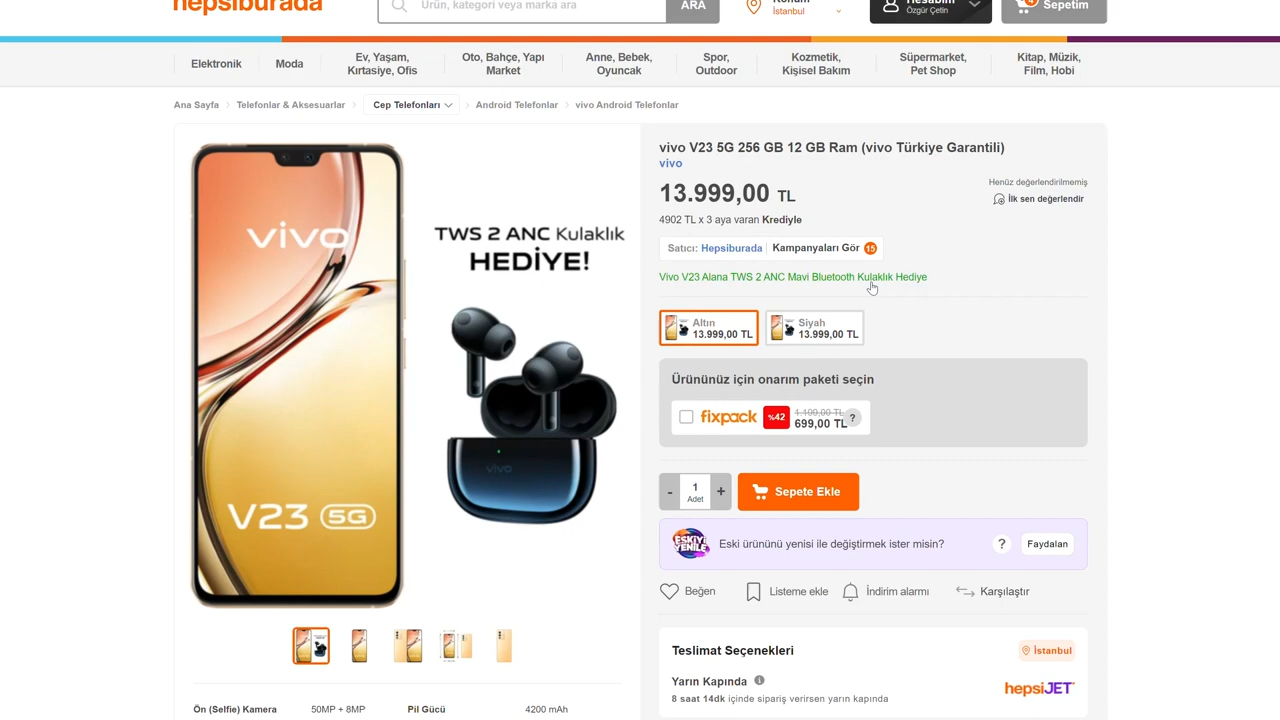 hepsiburada
Ürün, kategori veya marka ara
ARA
Konum
İstanbul
Hesabım
Özgür Çetin
4
Sepetim
Elektronik
Moda
Ev, Yaşam,
Kırtasiye, Ofis
Oto, Bahçe, Yapı
Market
Anne, Bebek,
Oyuncak
Spor,
Outdoor
Kozmetik,
Kişisel Bakım
Süpermarket,
Pet Shop
Kitap, Müzik,
Film, Hobi
Ana Sayfa
Telefonlar & Aksesuarlar
Cep Telefonları
Android Telefonlar
vivo Android Telefonlar
vivo
V23 5G
TWS 2 ANC Kulaklık
HEDİYE!
vivo
vivo V23 5G 256 GB 12 GB Ram (vivo Türkiye Garantili)
vivo
13.999,00 TL
Henüz değerlendirilmemiş
İlk sen değerlendir
4902 TL x 3 aya varan Krediyle
Satıcı: Hepsiburada
Kampanyaları Gör 15
Vivo V23 Alana TWS 2 ANC Mavi Bluetooth Kulaklık Hediye
Altın
13.999,00 TL
Siyah
13.999,00 TL
Ürününüz için onarım paketi seçin
fixpack
%42
1.199,00 TL
699,00 TL
?
-
1
Adet
+
Sepete Ekle
ESKİYİ
YENİLE
Eski ürününü yenisi ile değiştirmek ister misin?
?
Faydalan
Beğen
Listeme ekle
İndirim alarmı
Karşılaştır
Teslimat Seçenekleri
İstanbul
Yarın Kapında
hepsiJET
8 saat 14dk içinde sipariş verirsen yarın kapında
Ön (Selfie) Kamera
50MP + 8MP
Pil Gücü
4200 mAh